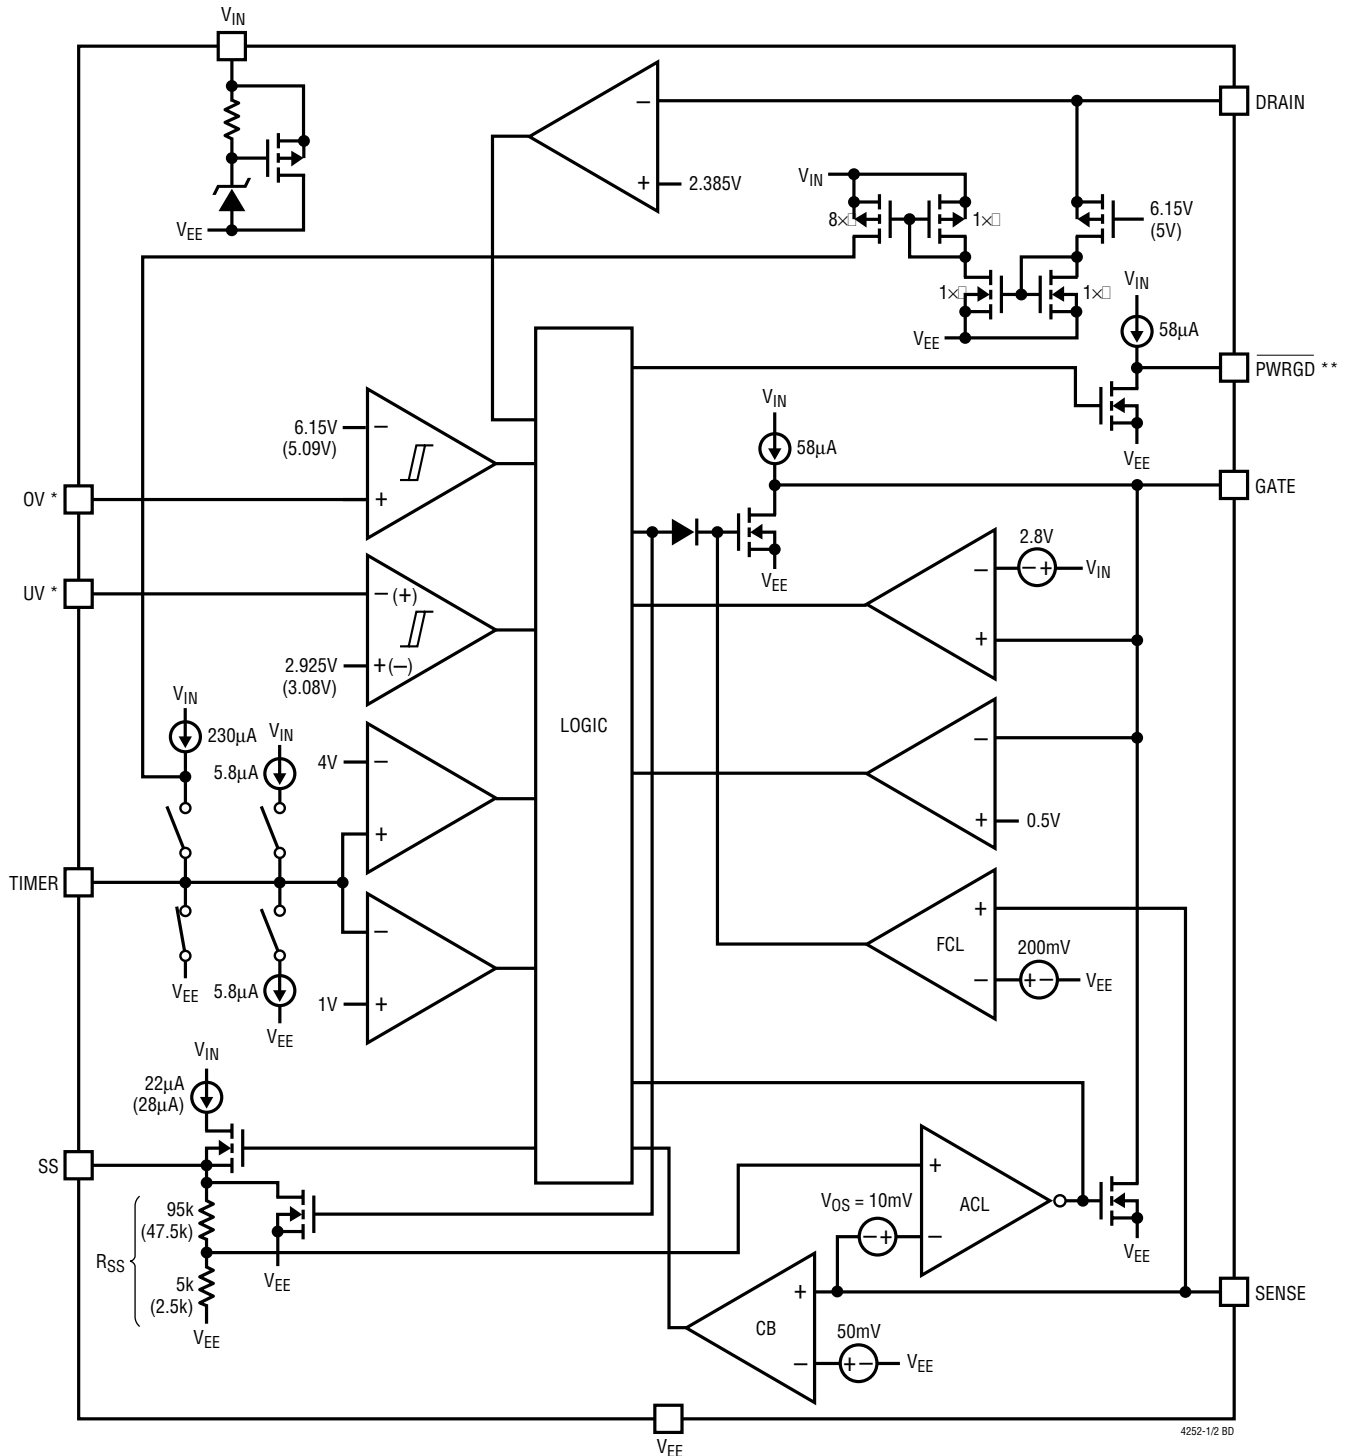 VIN
DRAIN
−
+
2.385V
VIN
8×
1×
6.15V
(5V)
VEE
1×
1×
VIN
VEE
58µA
PWRGD **
VIN
6.15V
(5.09V)
−
58µA
VEE
OV *
+
GATE
2.8V
− +
VIN
−
VEE
UV *
− (+)
2.925V
(3.08V)
+ (−)
+
VIN
230µA
VIN
LOGIC
5.8µA
4V
−
−
+
+
0.5V
TIMER
−
+
FCL
200mV
−
+ −
VEE
VEE
5.8µA
1V
+
VEE
VIN
22µA
(28µA)
SS
+
95k
(47.5k)
VOS = 10mV
ACL
− +
−
VEE
RSS
VEE
5k
(2.5k)
+
SENSE
VEE
CB
50mV
−
+ −
VEE
4252-1/2 BD
VEE